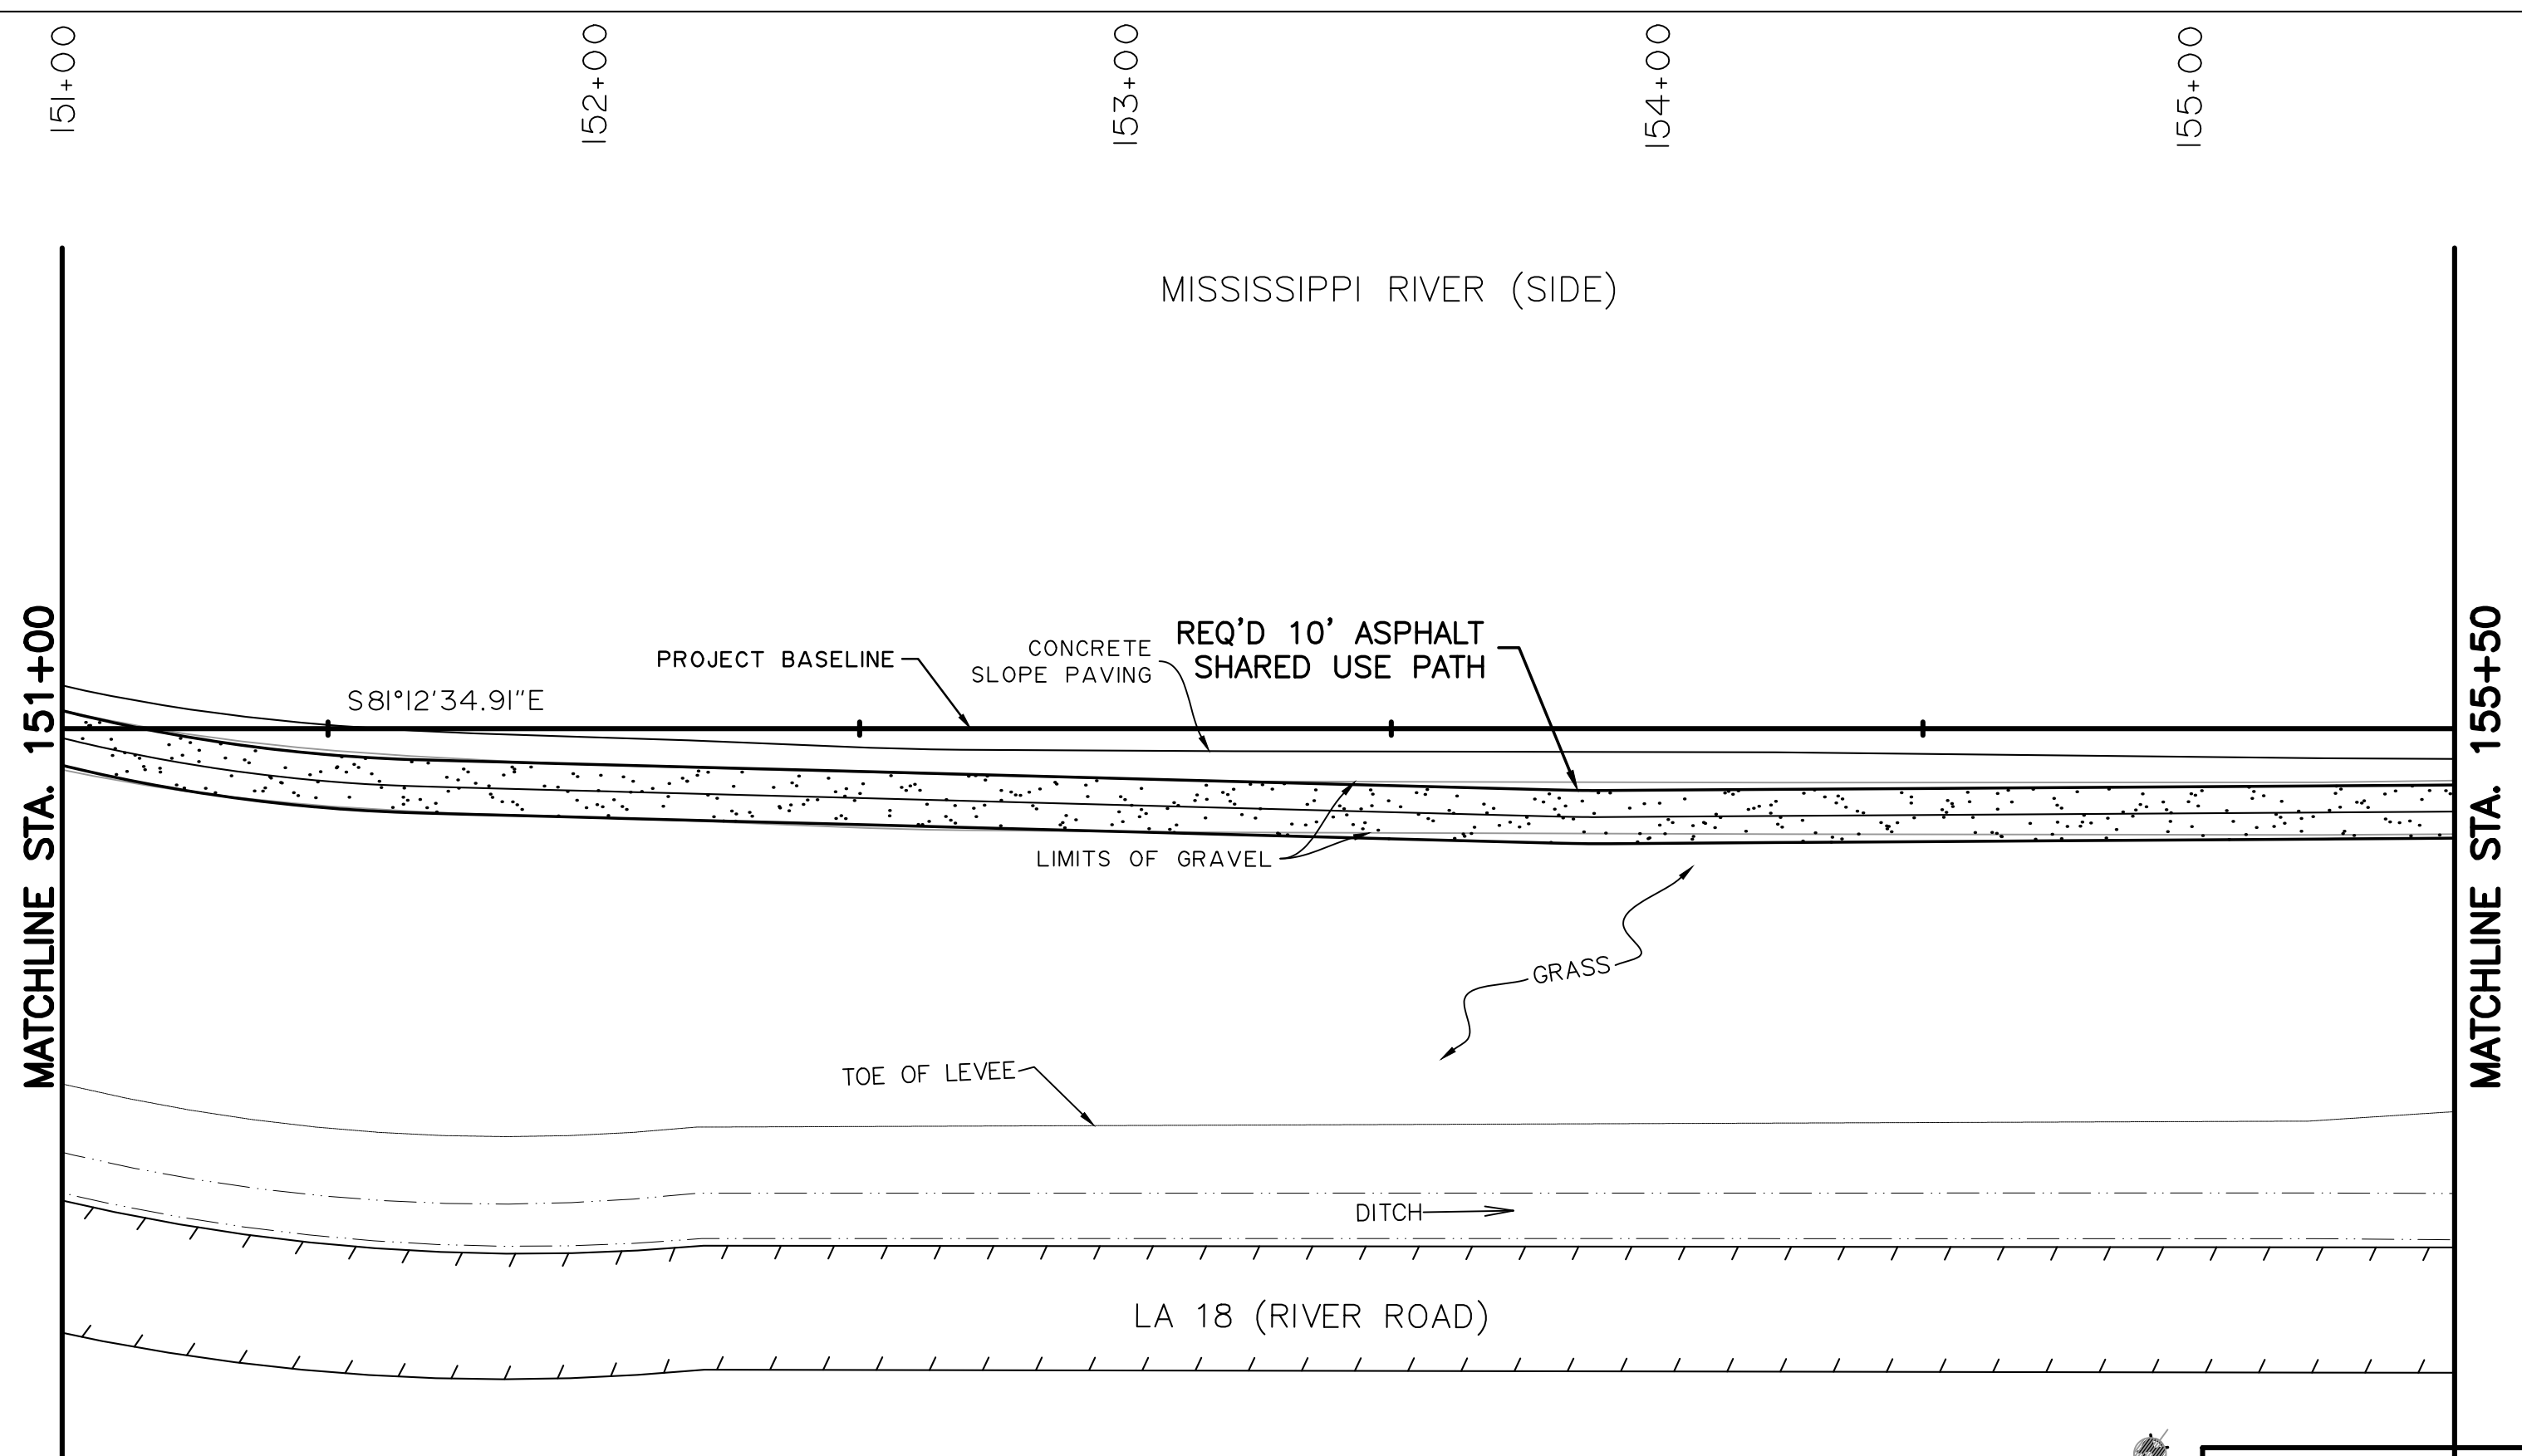 151+00
152+00
153+00
154+00
155+00
MISSISSIPPI RIVER (SIDE)
MATCHLINE STA. 151+00
MATCHLINE STA. 155+50
REQ'D 10' ASPHALT
SHARED USE PATH
CONCRETE
SLOPE PAVING
PROJECT BASELINE
S81°12'34.91"E
LIMITS OF GRAVEL
GRASS
TOE OF LEVEE
DITCH
LA 18 (RIVER ROAD)